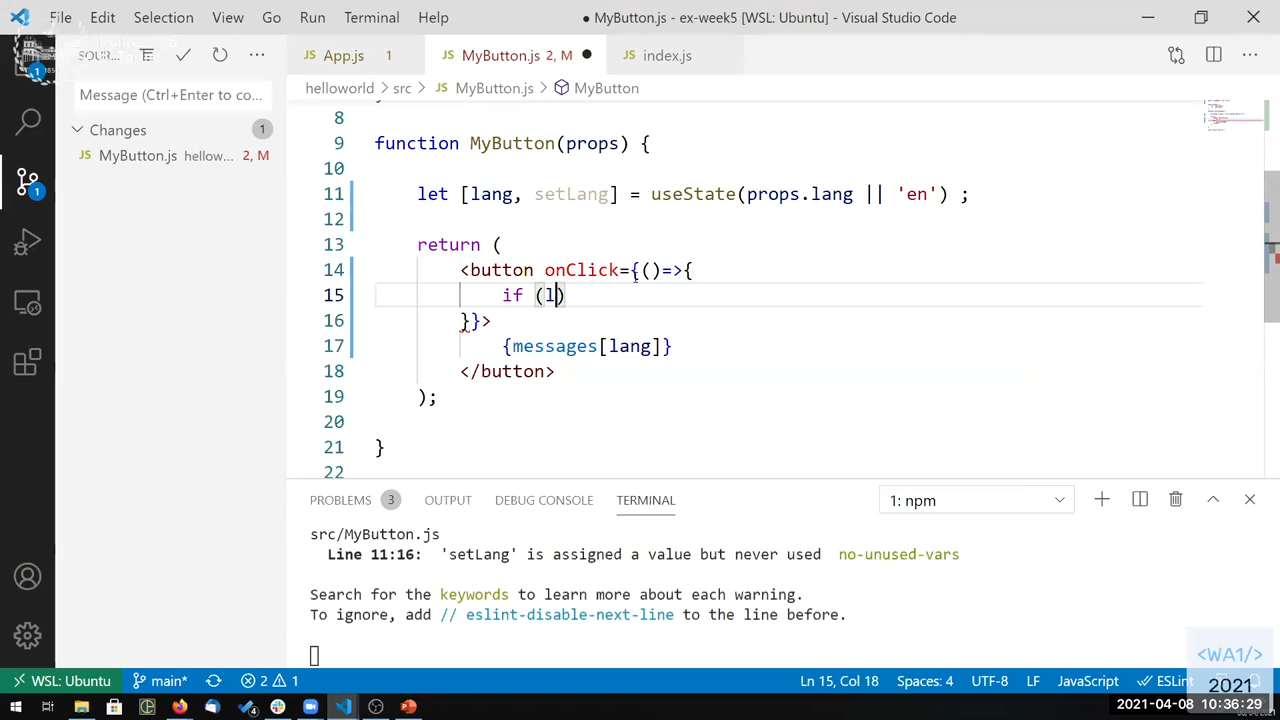 File Edit Selection View Go Run Terminal Help
● MyButton.js - ex-week5 [WSL: Ubuntu] - Visual Studio Code
SOU...
App.js 1
MyButton.js 2, M ●
index.js
Message (Ctrl+Enter to co...
helloworld > src > MyButton.js > MyButton
Changes 1
MyButton.js hellow... 2, M
8
9 function MyButton(props) {
10
11 let [lang, setLang] = useState(props.lang || 'en') ;
12
13 return (
14 <button onClick={()=>{
15 if (l)
16 }}>
17 {messages[lang]}
18 </button>
19 );
20
21 }
22
PROBLEMS 3 OUTPUT DEBUG CONSOLE TERMINAL 1: npm
src/MyButton.js
Line 11:16: 'setLang' is assigned a value but never used no-unused-vars
Search for the keywords to learn more about each warning.
To ignore, add // eslint-disable-next-line to the line before.
1
1
<WA1/>
2021
WSL: Ubuntu main* 2 1 Ln 15, Col 18 Spaces: 4 UTF-8 LF JavaScript ESLint
2021-04-08 10:36:29